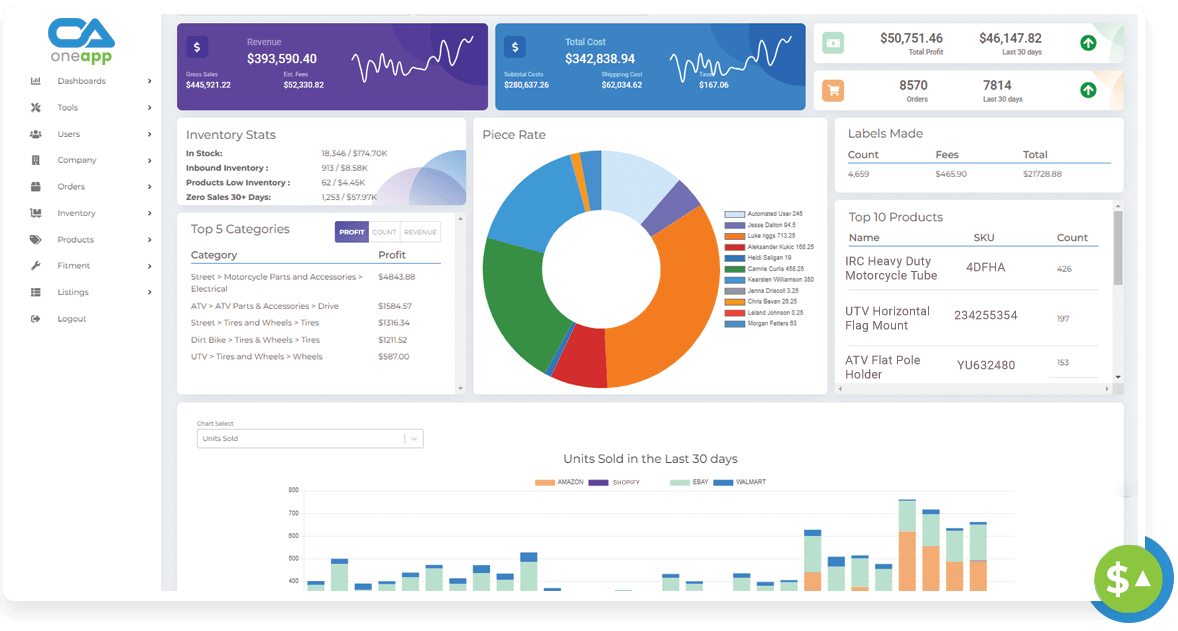 oneapp
Dashboards
Tools
Users
Company
Orders
Inventory
Products
Fitment
Listings
Logout
$
Revenue
$393,590.40
Gross Sales
Est. Fees
$445,921.22
$52,330.82
$
Total Cost
$342,838.94
Subtotal Costs
Shippping Cost
Taxes
$280,637.26
$62,034.62
$167.06
$50,751.46
$46,147.82
Total Profit
Last 30 days
8570
7814
Orders
Last 30 days
Inventory Stats
In Stock: 18,346 / $174.70K
Inbound Inventory : 913 / $8.58K
Products Low Inventory : 62 / $4.45K
Zero Sales 30+ Days: 1,253 / $57.97K
Top 5 Categories
PROFIT COUNT REVENUE
Category Profit
Street > Motorcycle Parts and Accessories > $4843.88
Electrical
ATV > ATV Parts & Accessories > Drive $1584.57
Street > Tires and Wheels > Tires $1316.34
Dirt Bike > Tires & Wheels > Tires $1211.52
UTV > Tires and Wheels > Wheels $587.00
Piece Rate
Automated User 245
Jesse Dalton 94.5
Luke riggs 713.25
Aleksander Kukic 168.25
Heidi Saligan 19
Camrie Curtis 458.25
Kearsten Williamson 350
Jenna Driscoll 3.25
Chris Bevan 26.25
Leland Johnson 0.25
Morgan Fetters 63
Labels Made
Count Fees Total
4,659 $465.90 $21728.88
Top 10 Products
Name SKU Count
IRC Heavy Duty
Motorcycle Tube
4DFHA
426
UTV Horizontal
Flag Mount
234255354
197
ATV Flat Pole
Holder
YU632480
153
Chart Select
Units Sold
Units Sold in the Last 30 days
AMAZON SHOPIFY EBAY WALMART
800
700
600
500
400
$